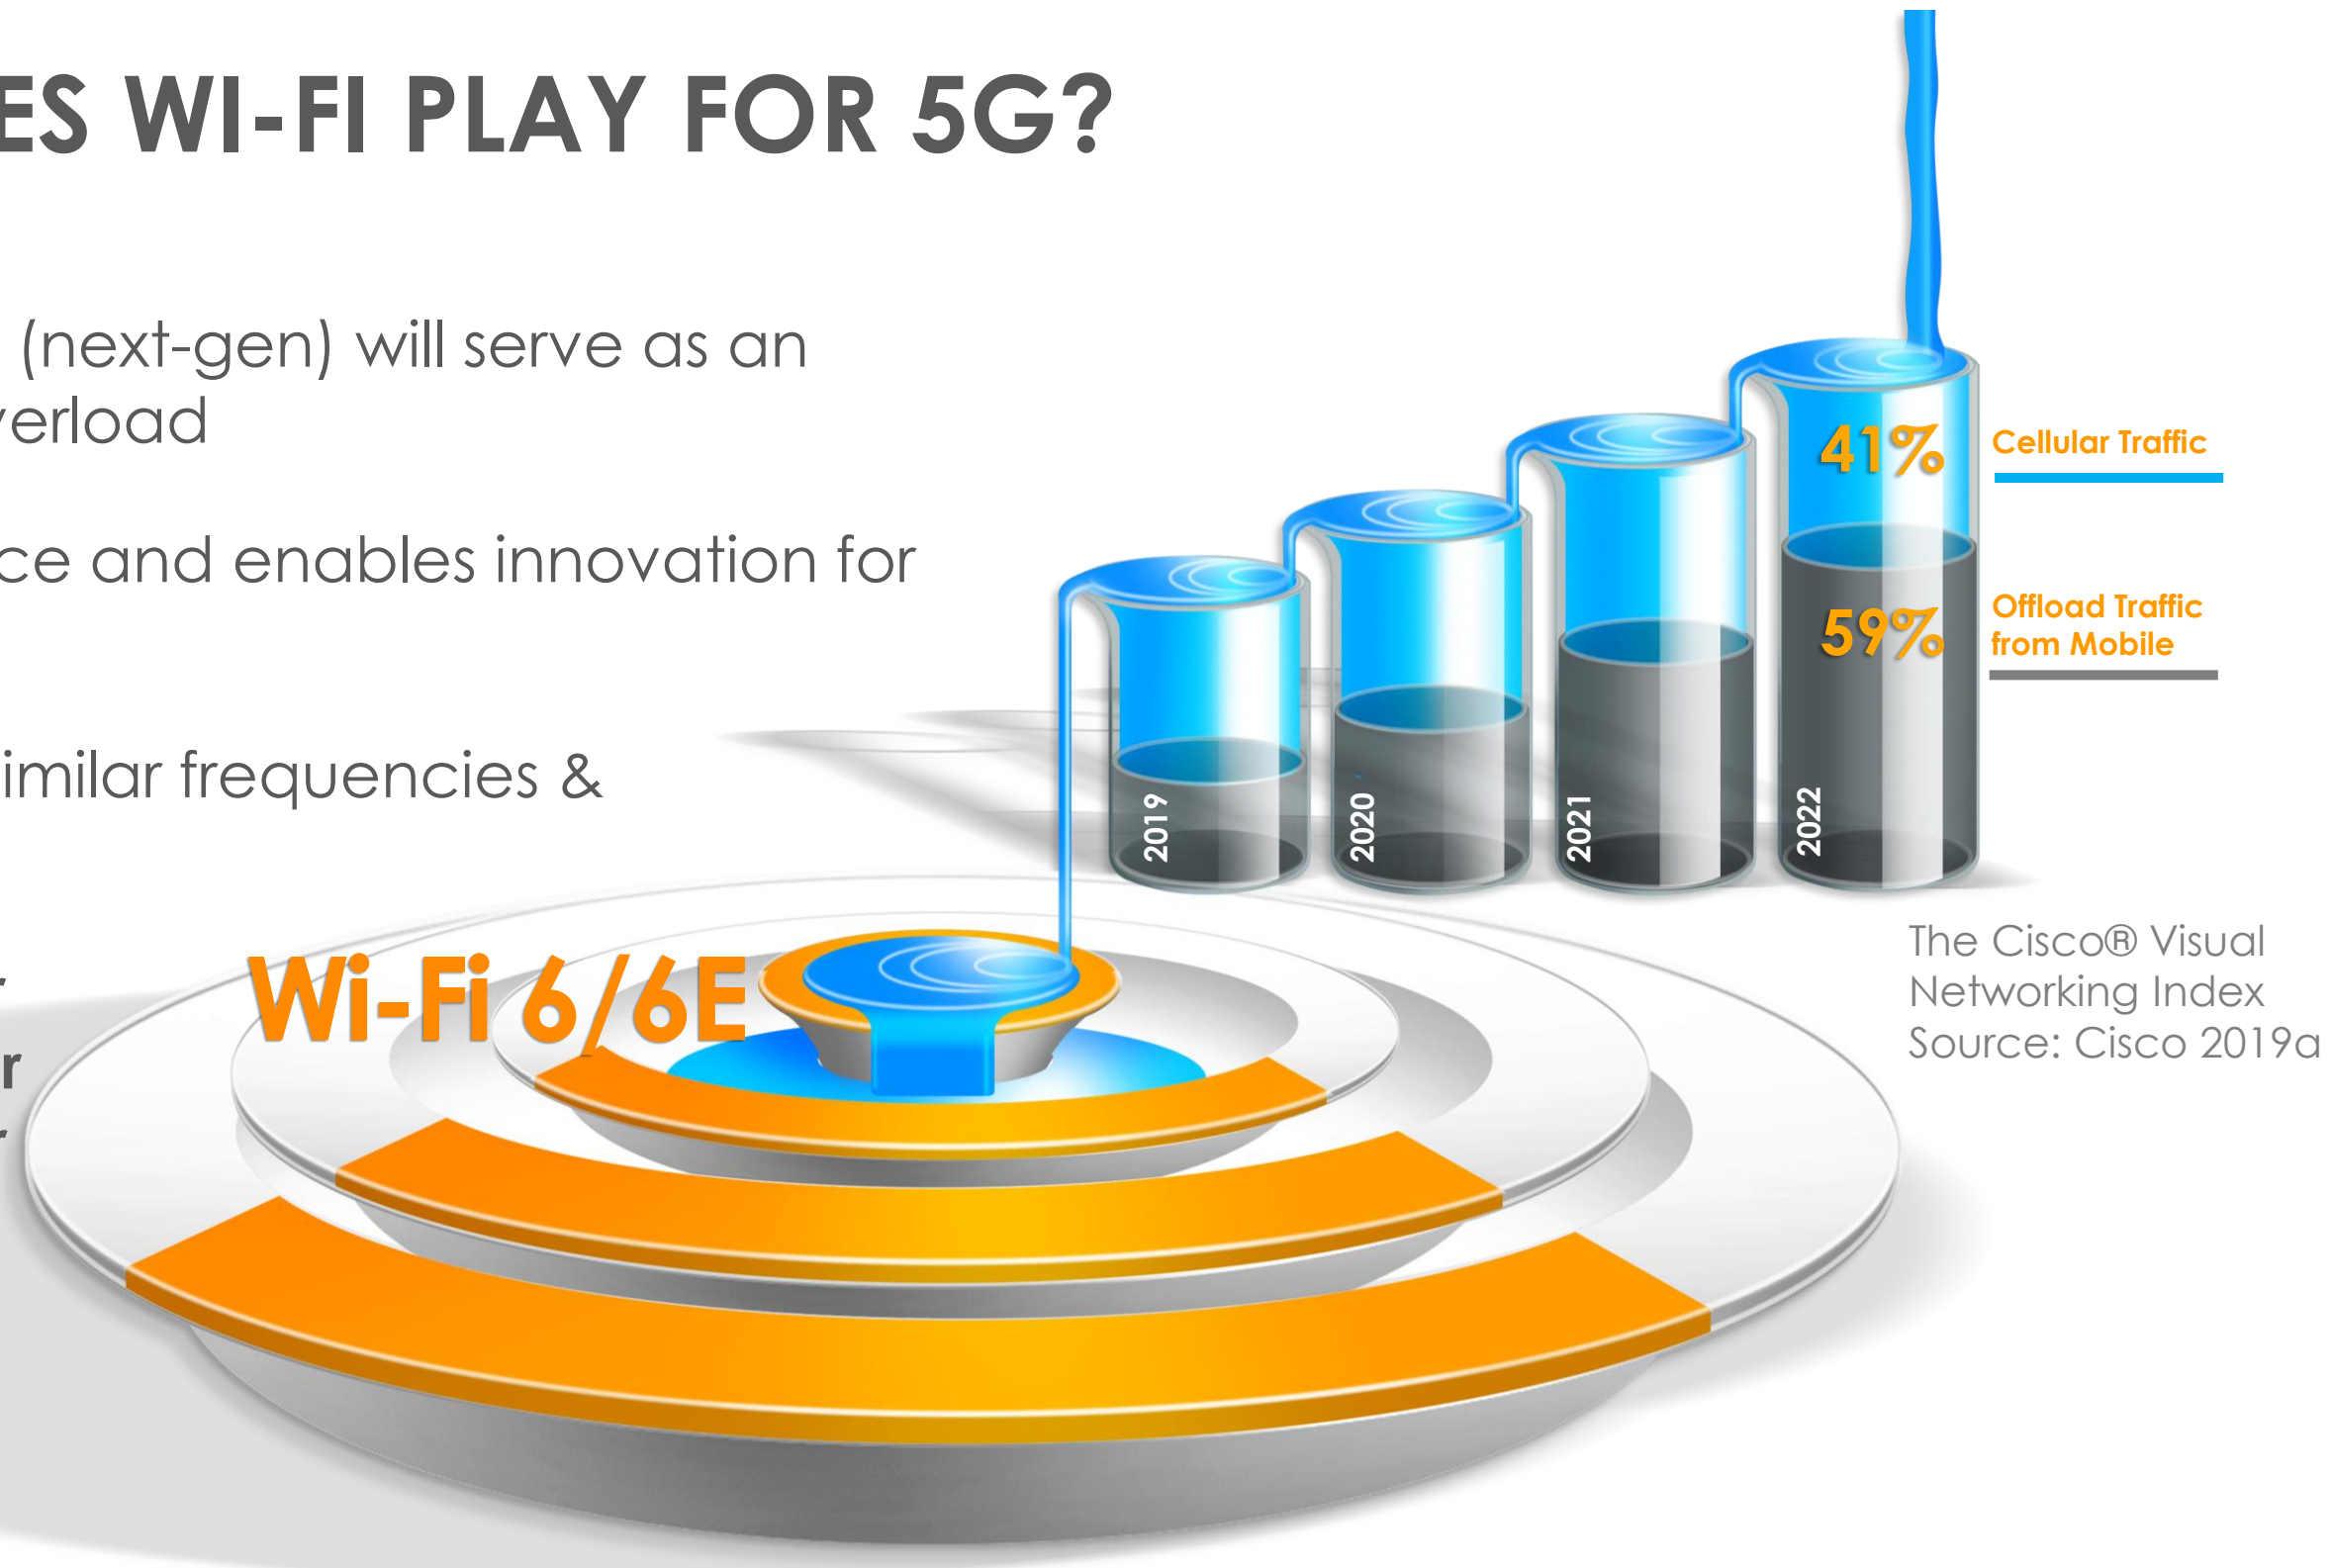 ES WI-FI PLAY FOR 5G?
(next-gen) will serve as an
verload
ce and enables innovation for
imilar frequencies &
r
r
r
Wi-Fi 6/6E
2019
2020
2021
2022
41%
Cellular Traffic
59%
Offload Traffic
from Mobile
The Cisco® Visual
Networking Index
Source: Cisco 2019a